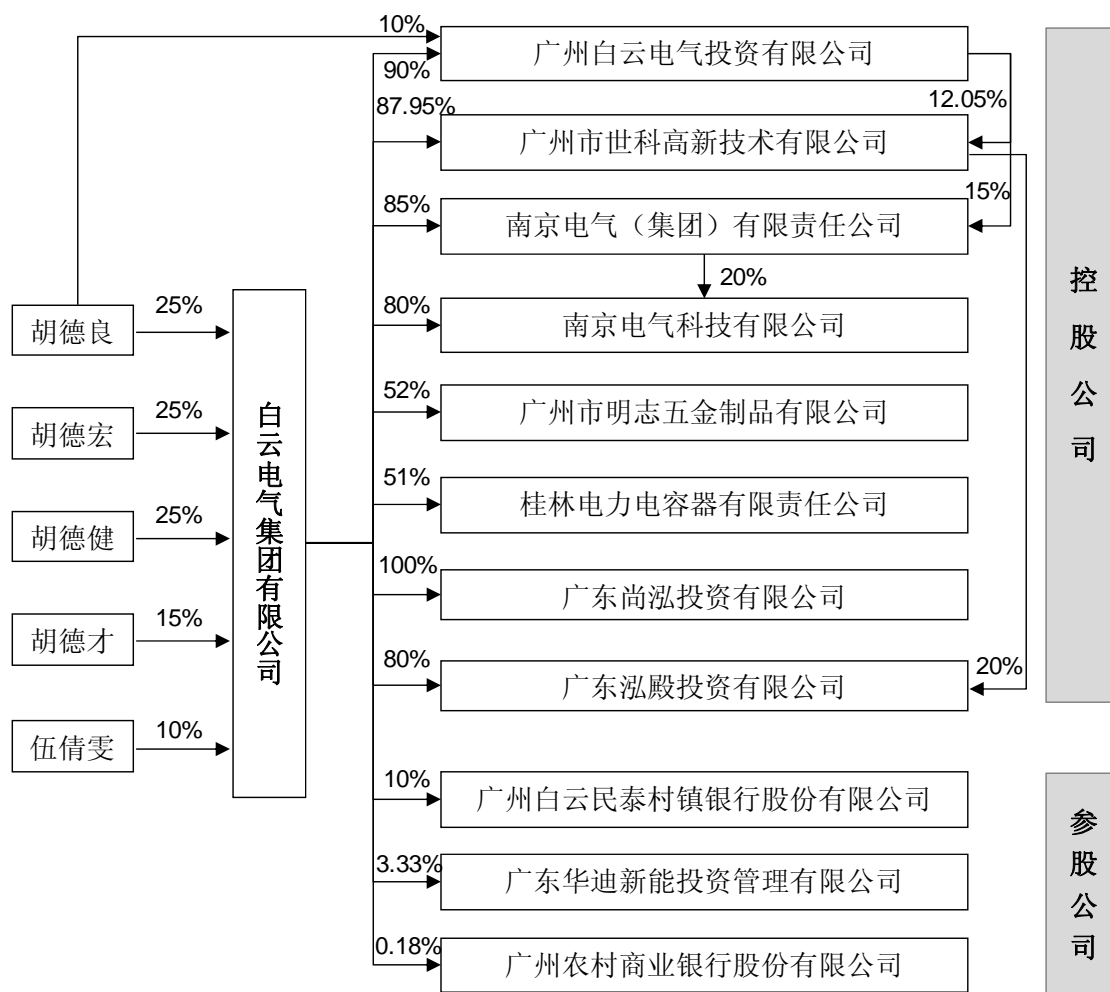 10%
广州白云电气投资有限公司
90%
87.95%
12.05%
广州市世科高新技术有限公司
85%
15%
南京电气（集团）有限责任公司
20%
80%
南京电气科技有限公司
52%
广州市明志五金制品有限公司
51%
桂林电力电容器有限责任公司
100%
广东尚泓投资有限公司
80%
20%
广东泓殿投资有限公司
10%
广州白云民泰村镇银行股份有限公司
3.33%
广东华迪新能投资管理有限公司
0.18%
广州农村商业银行股份有限公司
胡德良
25%
胡德宏
25%
胡德健
25%
胡德才
15%
伍倩雯
10%
白云电气集团有限公司
控股公司
参股公司